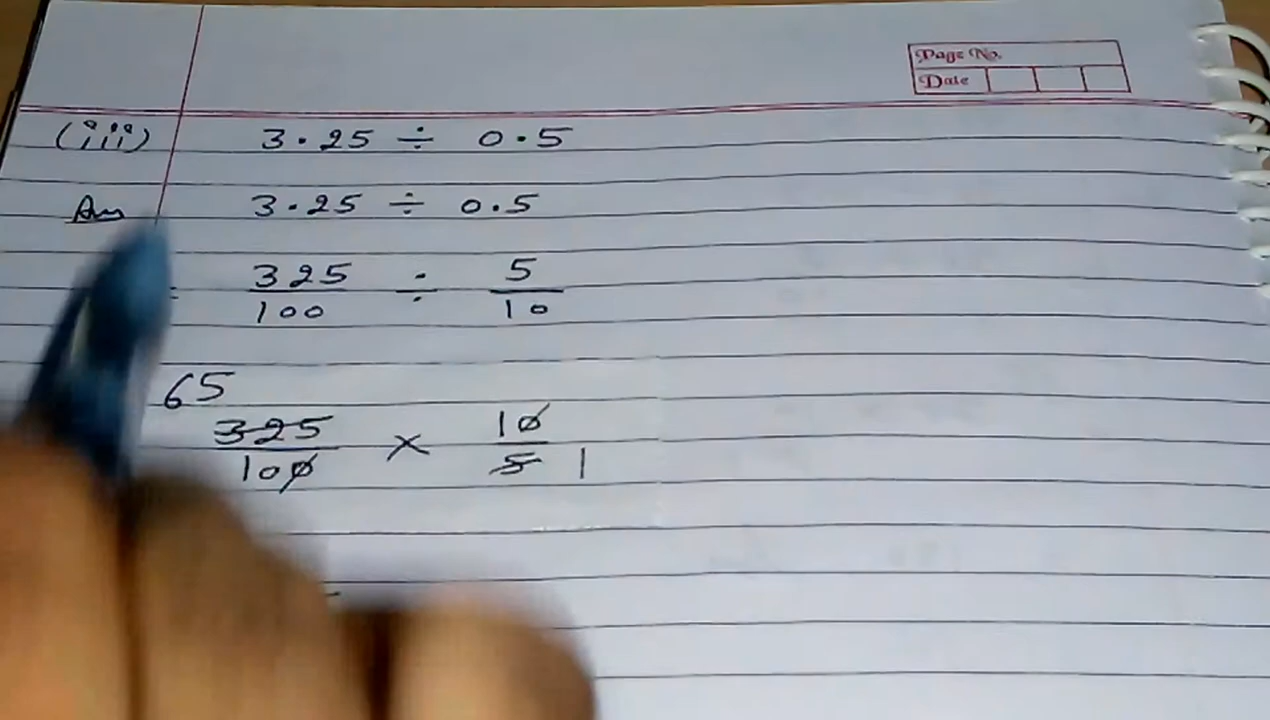 Page No.
Date
(iii) 3.25 ÷ 0.5
Ans 3.25 ÷ 0.5
= 325/100 ÷ 5/10
65
325/100 × 10/5 1